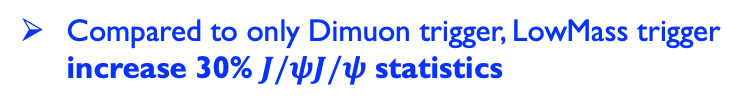 ➢ Compared to only Dimuon trigger, LowMass trigger
increase 30% J/ψJ/ψ statistics